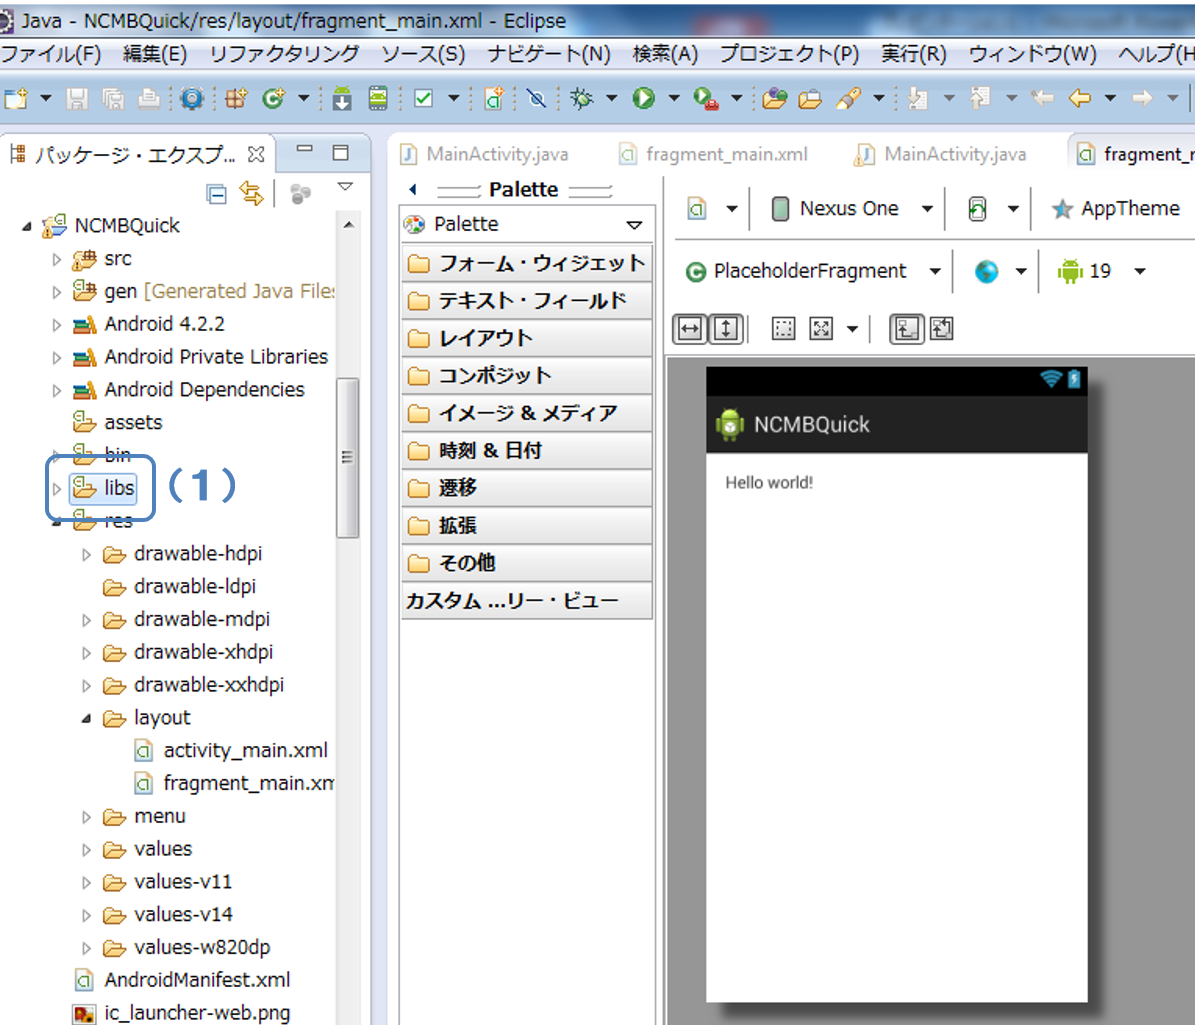 Java - NCMBQuick/res/layout/fragment_main.xml - Eclipse
ファイル(F) 編集(E) リファクタリング ソース(S) ナビゲート(N) 検索(A) プロジェクト(P) 実行(R) ウィンドウ(W) ヘルプ(H
パッケージ・エクスプ...
MainActivity.java
fragment_main.xml
MainActivity.java
fragment_
NCMBQuick
src
gen [Generated Java Files
Android 4.2.2
Android Private Libraries
Android Dependencies
assets
bin
libs
(1)
res
drawable-hdpi
drawable-ldpi
drawable-mdpi
drawable-xhdpi
drawable-xxhdpi
layout
activity_main.xml
fragment_main.xm
menu
values
values-v11
values-v14
values-w820dp
AndroidManifest.xml
ic_launcher-web.png
Palette
Palette
フォーム・ウィジェット
テキスト・フィールド
レイアウト
コンポジット
イメージ & メディア
時刻 & 日付
遷移
拡張
その他
カスタム ...リー・ビュー
Nexus One
AppTheme
PlaceholderFragment
19
NCMBQuick
Hello world!